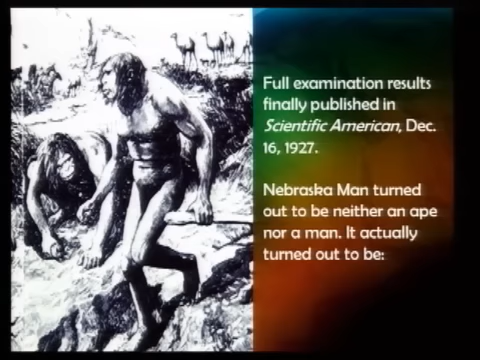 Full examination results
finally published in
Scientific American, Dec.
16, 1927.
Nebraska Man turned
out to be neither an ape
nor a man. It actually
turned out to be: